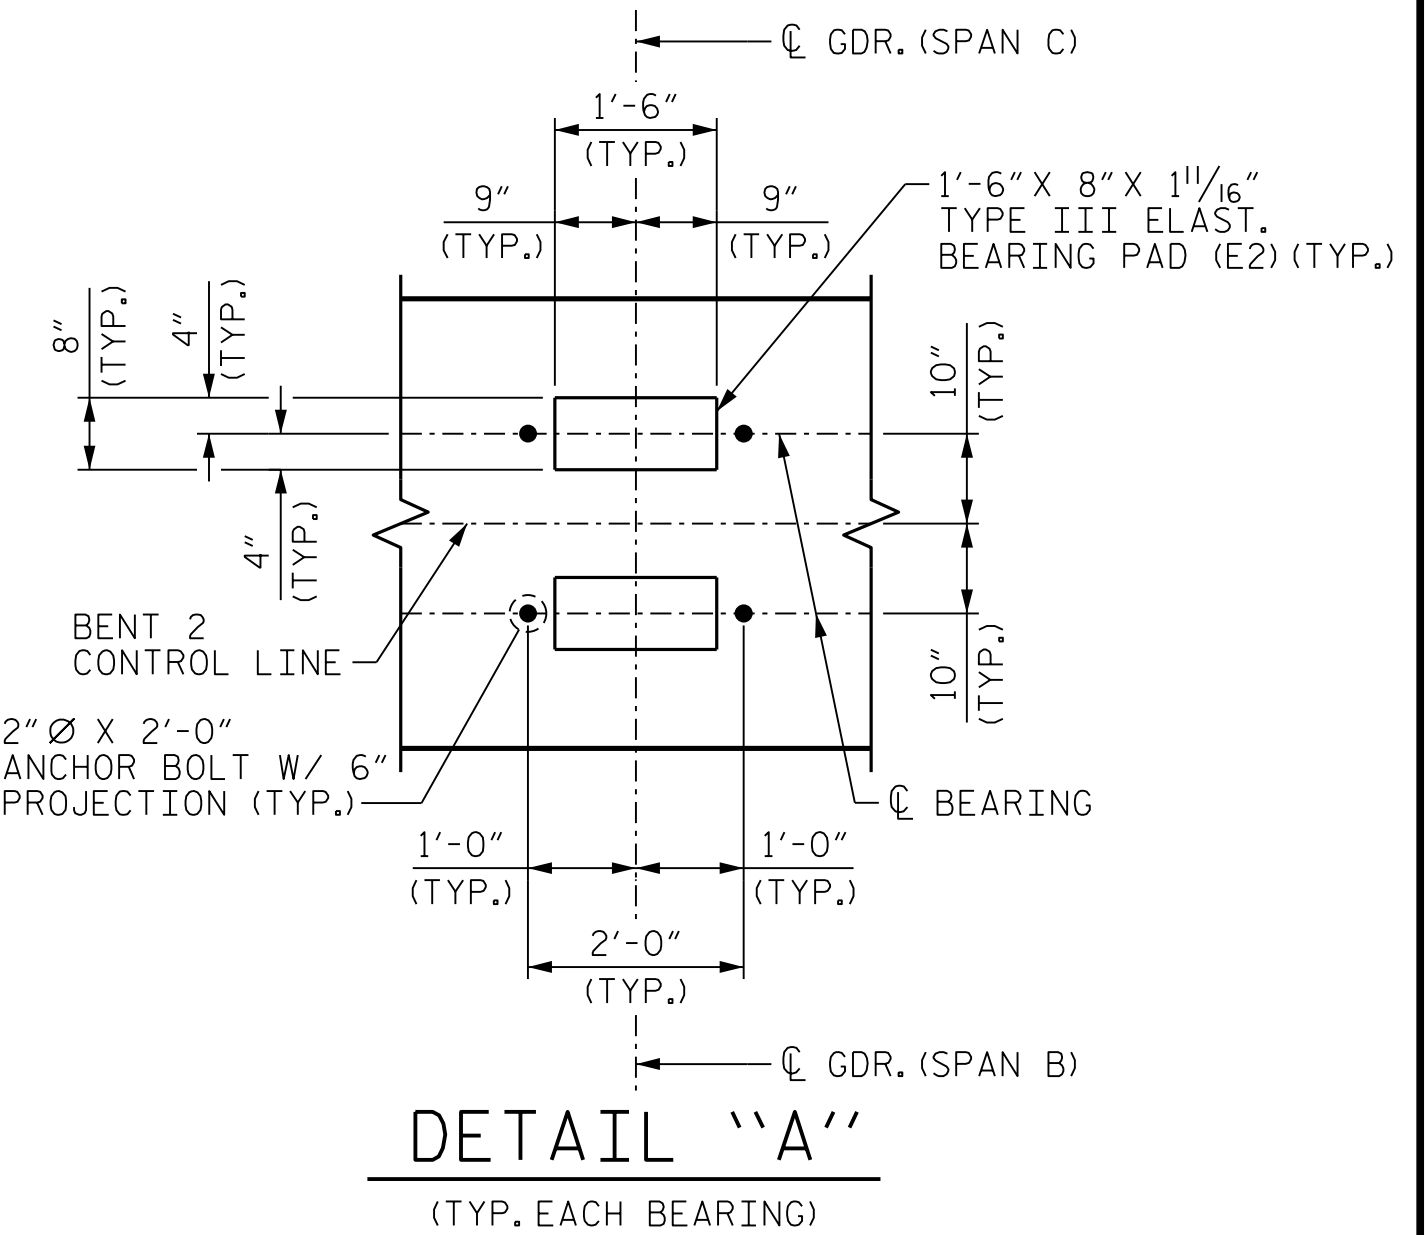 ℄ GDR. (SPAN C)
1'-6"
(TYP.)
9"
(TYP.)
9"
(TYP.)
1'-6" X 8" X 1 11/16"
TYPE III ELAST.
BEARING PAD (E2) (TYP.)
8"
(TYP.)
4"
(TYP.)
10"
(TYP.)
4"
(TYP.)
BENT 2
CONTROL LINE
10"
(TYP.)
2" Ø X 2'-0"
ANCHOR BOLT W/ 6"
PROJECTION (TYP.)
℄ BEARING
1'-0"
(TYP.)
1'-0"
(TYP.)
2'-0"
(TYP.)
℄ GDR. (SPAN B)
DETAIL "A"
(TYP. EACH BEARING)